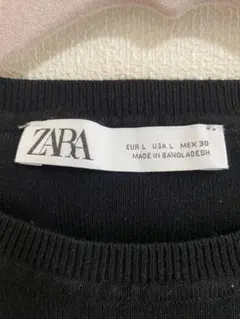 ZARA
EUR L USA L MEX 30
MADE IN BANGLADESH